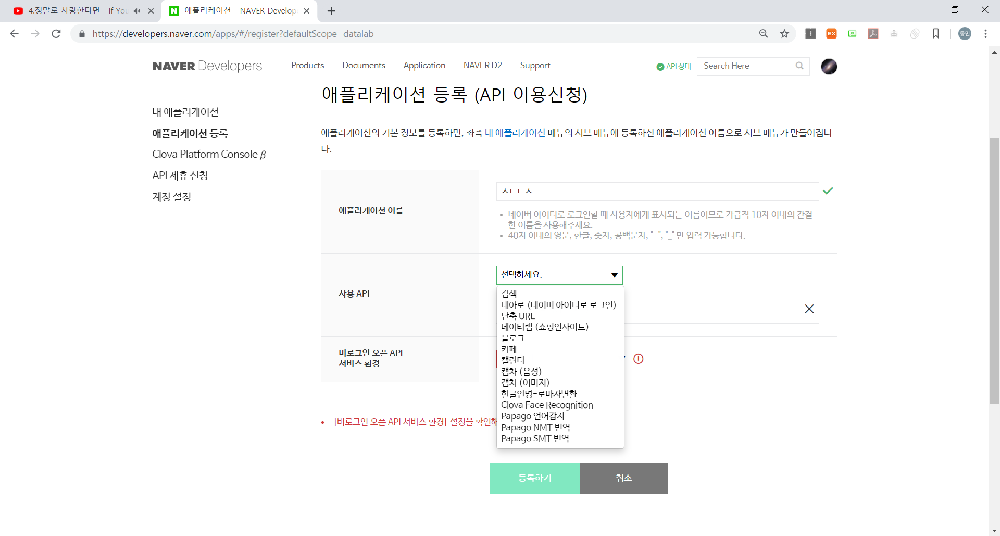 4.정말로 사랑한다면 - If You
애플리케이션 - NAVER Develop
https://developers.naver.com/apps/#/register?defaultScope=datalab
EX
동민
NAVER Developers
Products
Documents
Application
NAVER D2
Support
API 상태
Search Here
내 애플리케이션
애플리케이션 등록
Clova Platform Console β
API 제휴 신청
계정 설정
애플리케이션 등록 (API 이용신청)
애플리케이션의 기본 정보를 등록하면, 좌측 내 애플리케이션 메뉴의 서브 메뉴에 등록하신 애플리케이션 이름으로 서브 메뉴가 만들어집니
다.
애플리케이션 이름
ㅅㄷㄴㅅ
네이버 아이디로 로그인할 때 사용자에게 표시되는 이름이므로 가급적 10자 이내의 간결
한 이름을 사용해주세요.
40자 이내의 영문, 한글, 숫자, 공백문자, "-", "_" 만 입력 가능합니다.
사용 API
선택하세요.
검색
네아로 (네이버 아이디로 로그인)
단축 URL
데이터랩 (쇼핑인사이트)
블로그
카페
캘린더
캡차 (음성)
캡차 (이미지)
한글인명-로마자변환
Clova Face Recognition
Papago 언어감지
Papago NMT 번역
Papago SMT 번역
비로그인 오픈 API
서비스 환경
[비로그인 오픈 API 서비스 환경] 설정을 확인해
등록하기
취소